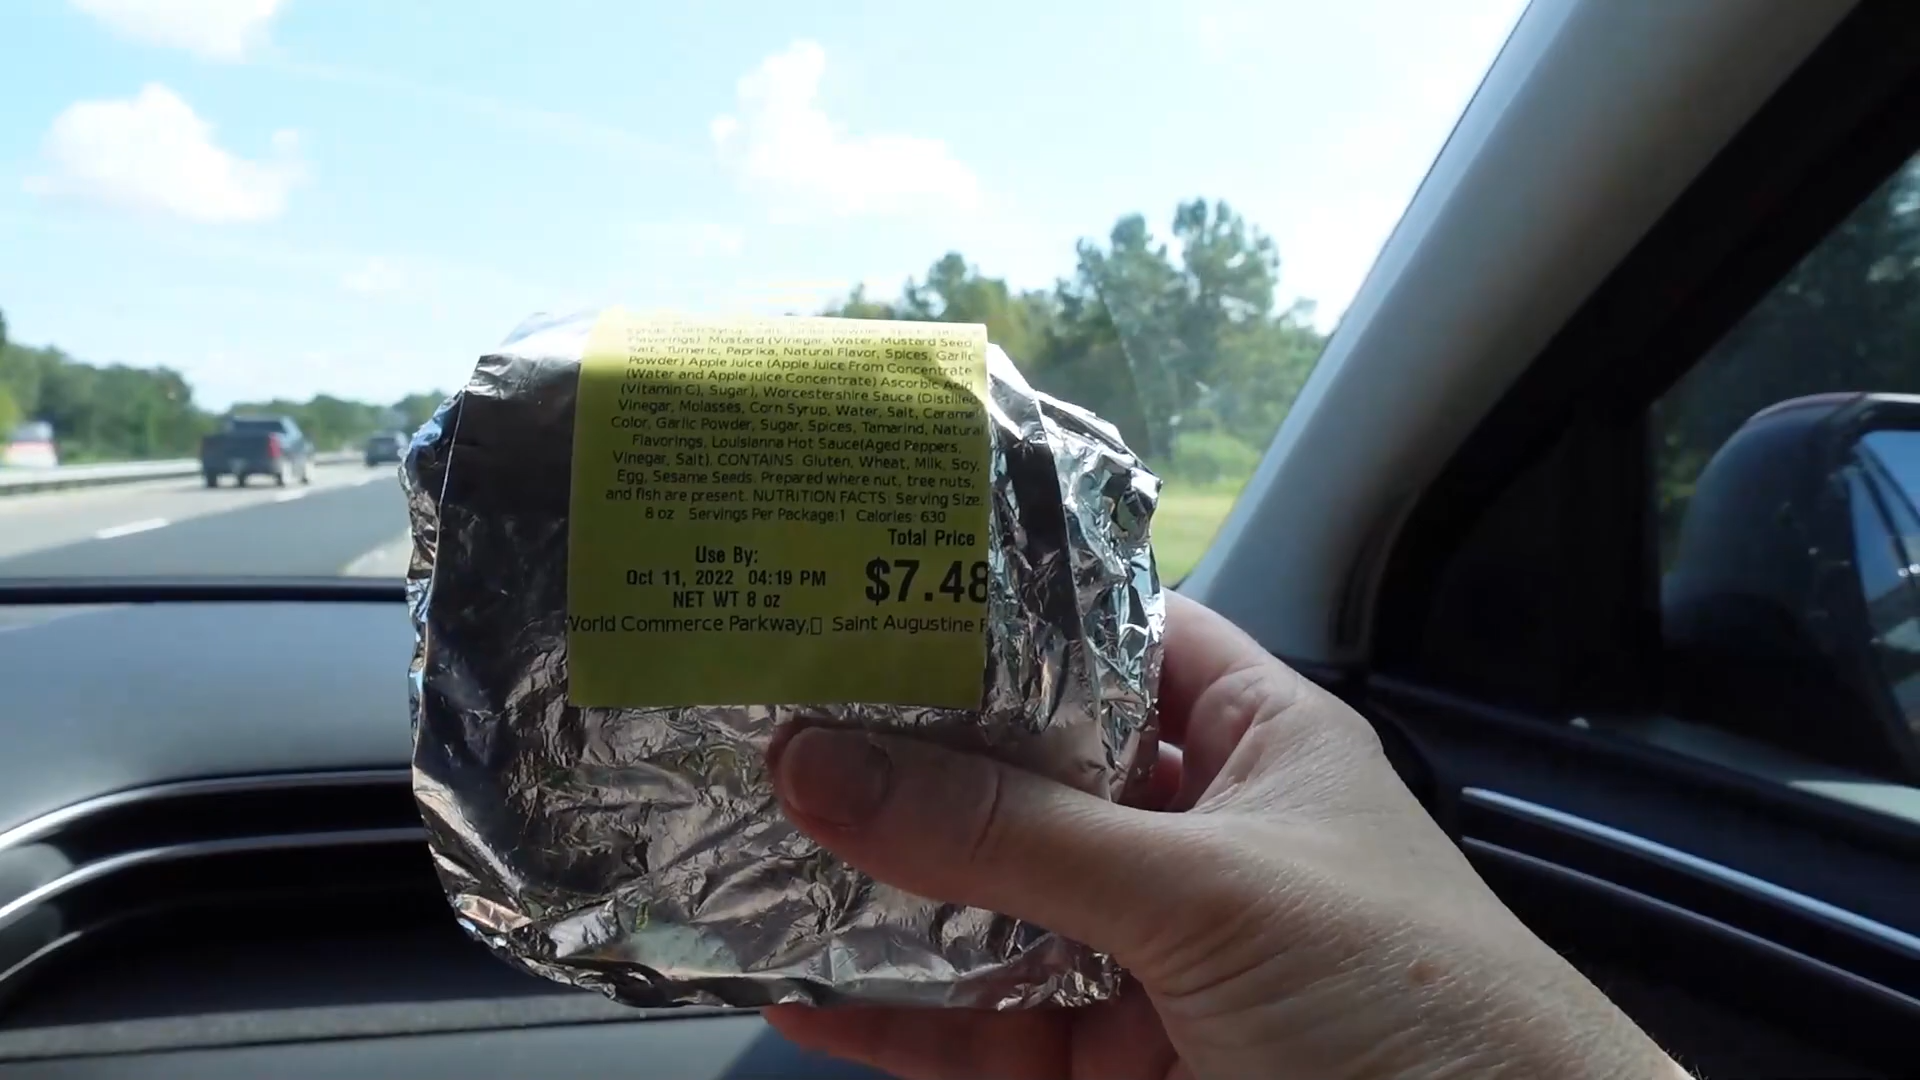 Syrup, Corn Syrup, Salt,
Flavorings). Mustard (Vinegar, Water, Mustard Seed,
Salt, Tumeric, Paprika, Natural Flavor, Spices, Garlic
Powder) Apple Juice (Apple Juice From Concentrate
(Water and Apple Juice Concentrate) Ascorbic Acid
(Vitamin C), Sugar), Worcestershire Sauce (Distilled
Vinegar, Molasses, Corn Syrup, Water, Salt, Caramel
Color, Garlic Powder, Sugar, Spices, Tamarind, Natural
Flavorings, Louisianna Hot Sauce(Aged Peppers,
Vinegar, Salt). CONTAINS: Gluten, Wheat, Milk, Soy,
Egg, Sesame Seeds. Prepared where nut, tree nuts,
and fish are present. NUTRITION FACTS: Serving Size:
8 oz Servings Per Package:1 Calories: 630
Total Price
$7.48
Use By:
Oct 11, 2022 04:19 PM
NET WT 8 oz
World Commerce Parkway, Saint Augustine F